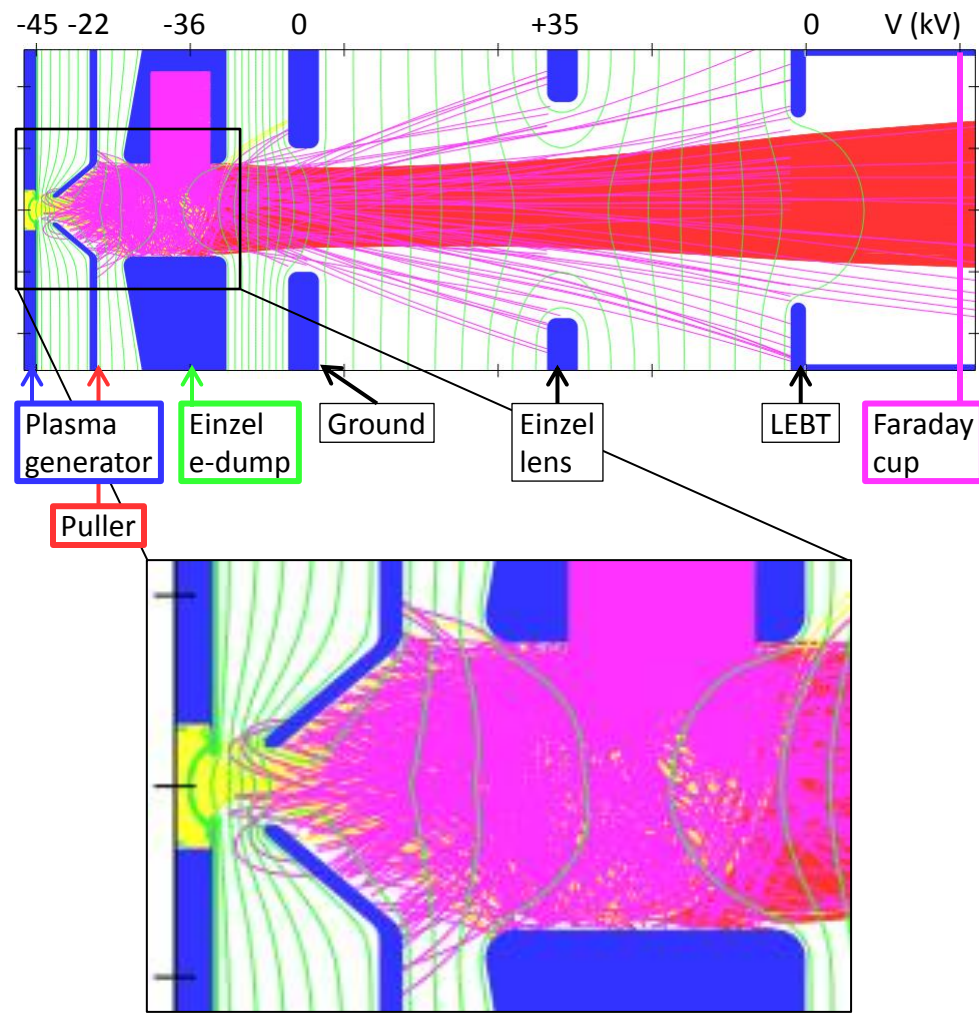 -45 -22 -36 0 +35 0 V (kV)
Plasma
generator
Puller
Einzel
e-dump
Ground
Einzel
lens
LEBT
Faraday
cup